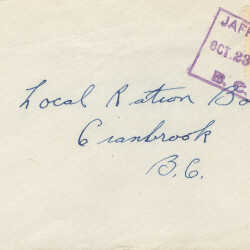 JAFF
OCT. 23
B.C.
Local Ration Bo
Cranbrook
B.C.